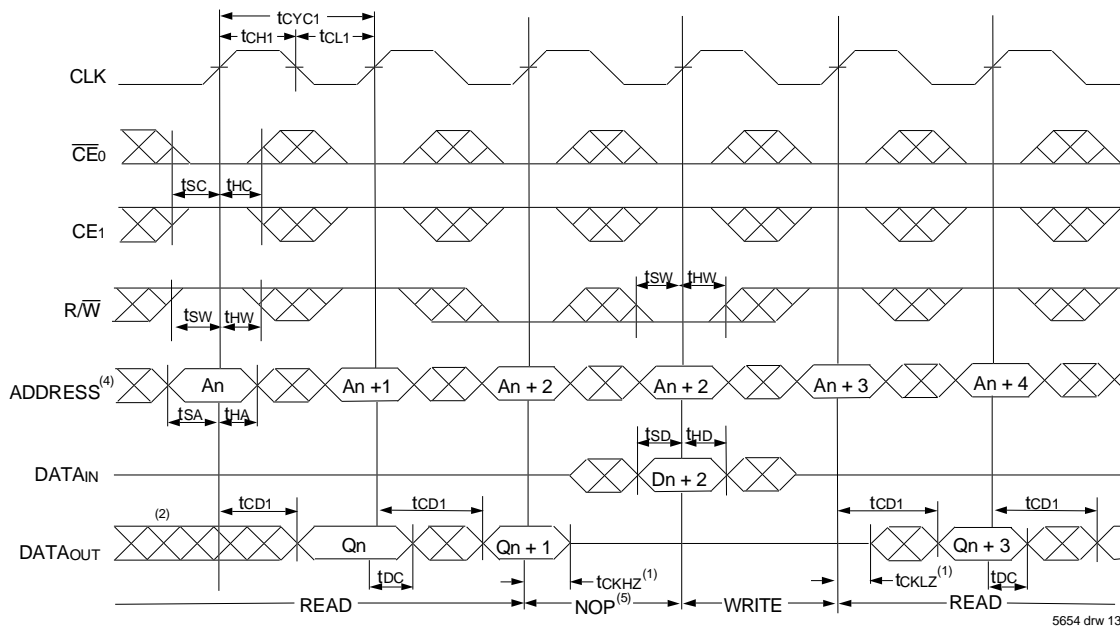 tCYC1
tCH1 tCL1
CLK
CE0
tSC tHC
CE1
tSW tHW
R/W
tSW tHW
An An + 1 An + 2 An + 2 An + 3 An + 4
ADDRESS(4)
tSA tHA
tSD tHD
DATAIN Dn + 2
tCD1 tCD1 tCD1 tCD1
(2)
DATAOUT Qn Qn + 1 Qn + 3
tDC tCKHZ(1) tCKLZ(1) tDC
READ NOP(5) WRITE READ
5654 drw 13